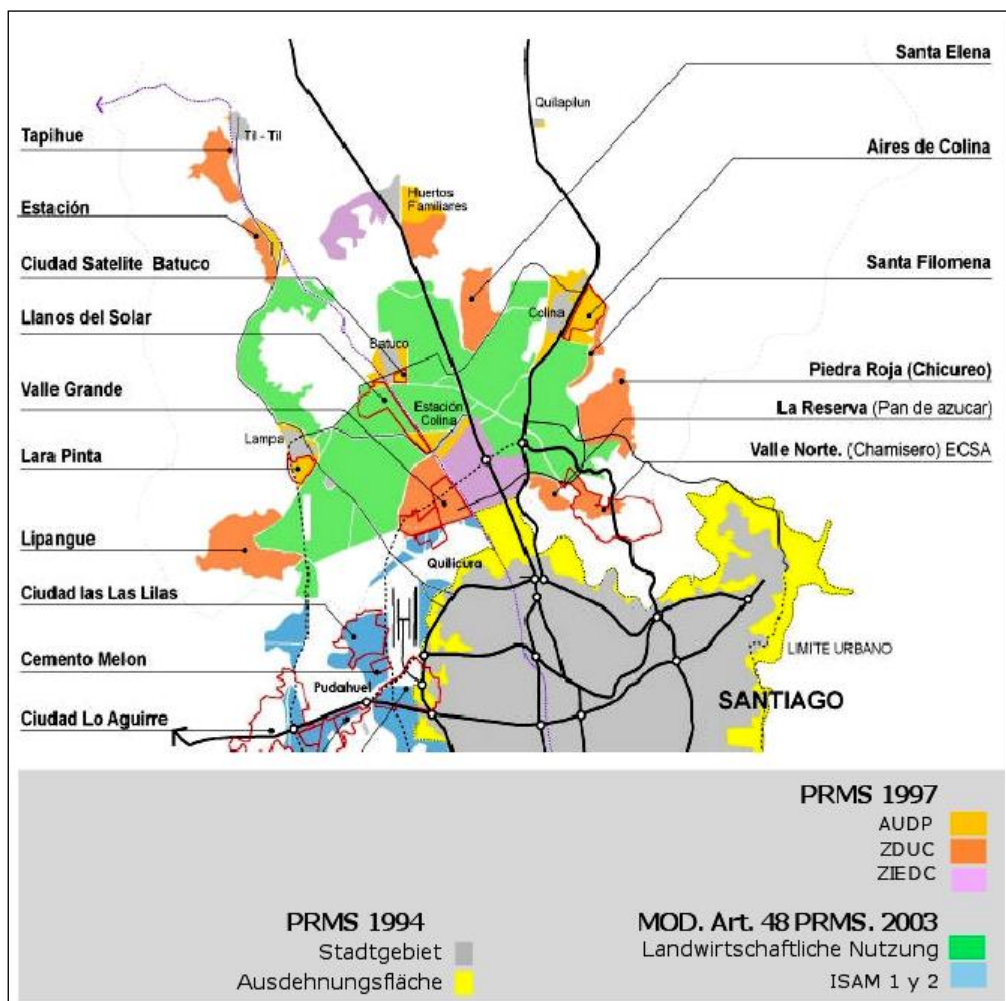 Santa Elena
Quilapilun
Tapihue
Til - Til
Aires de Colina
Estación
Huertos
Familiares
Santa Filomena
Ciudad Satelite Batuco
Llanos del Solar
Colina
Batuco
Piedra Roja (Chicureo)
Valle Grande
Estación
Colina
La Reserva (Pan de azucar)
Lampa
Valle Norte. (Chamisero) ECSA
Lara Pinta
Lipangue
Quilicura
Ciudad las Las Lilas
LIMITE URBANO
Cemento Melon
Pudahuel
SANTIAGO
Ciudad Lo Aguirre
PRMS 1997
AUDP
ZDUC
ZIEDC
PRMS 1994
Stadtgebiet
Ausdehnungsfläche
MOD. Art. 48 PRMS. 2003
Landwirtschaftliche Nutzung
ISAM 1 y 2